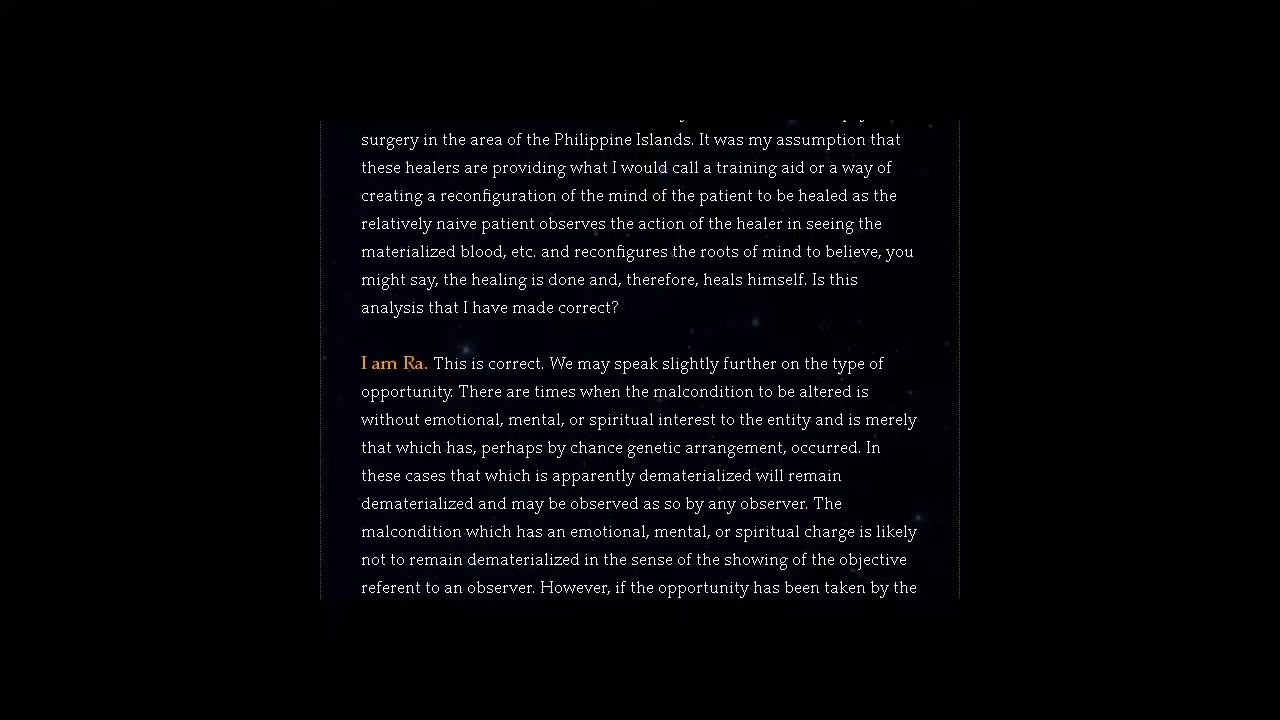 surgery in the area of the Philippine Islands. It was my assumption that
these healers are providing what I would call a training aid or a way of
creating a reconfiguration of the mind of the patient to be healed as the
relatively naive patient observes the action of the healer in seeing the
materialized blood, etc. and reconfigures the roots of mind to believe, you
might say, the healing is done and, therefore, heals himself. Is this
analysis that I have made correct?
I am Ra. This is correct. We may speak slightly further on the type of
opportunity. There are times when the malcondition to be altered is
without emotional, mental, or spiritual interest to the entity and is merely
that which has, perhaps by chance genetic arrangement, occurred. In
these cases that which is apparently dematerialized will remain
dematerialized and may be observed as so by any observer. The
malcondition which has an emotional, mental, or spiritual charge is likely
not to remain dematerialized in the sense of the showing of the objective
referent to an observer. However, if the opportunity has been taken by the